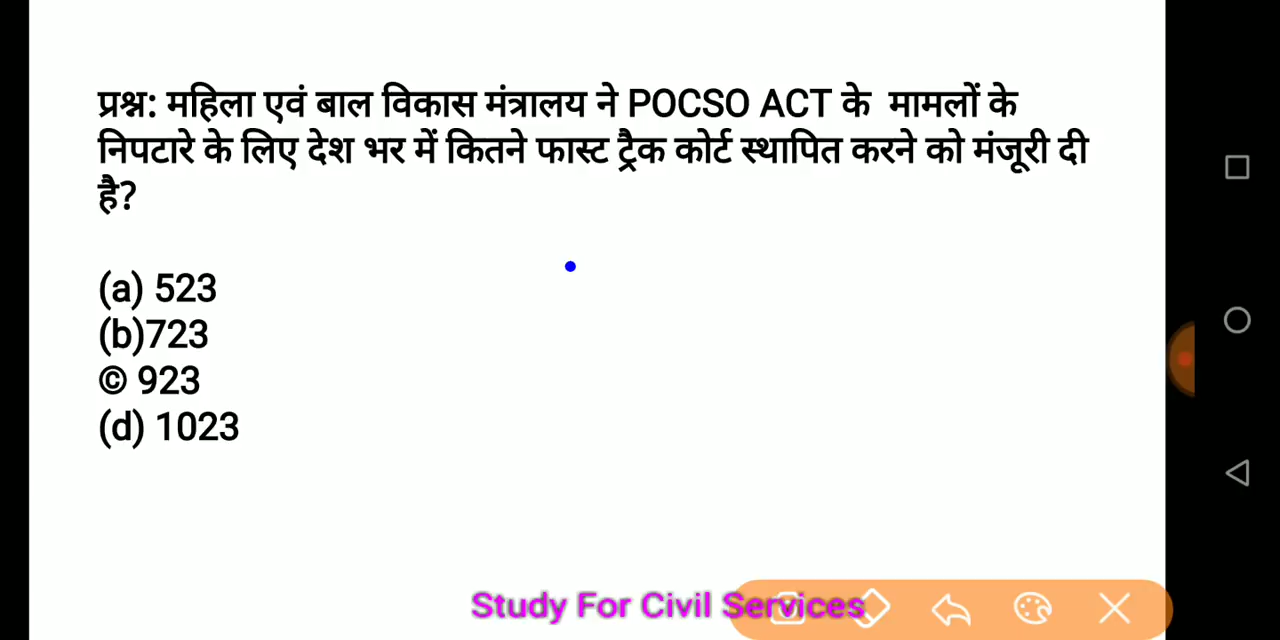 प्रश्न: महिला एवं बाल विकास मंत्रालय ने POCSO ACT के मामलों के
निपटारे के लिए देश भर में कितने फास्ट ट्रैक कोर्ट स्थापित करने को मंजूरी दी
है?
(a) 523
(b)723
© 923
(d) 1023
Study For Civil Services